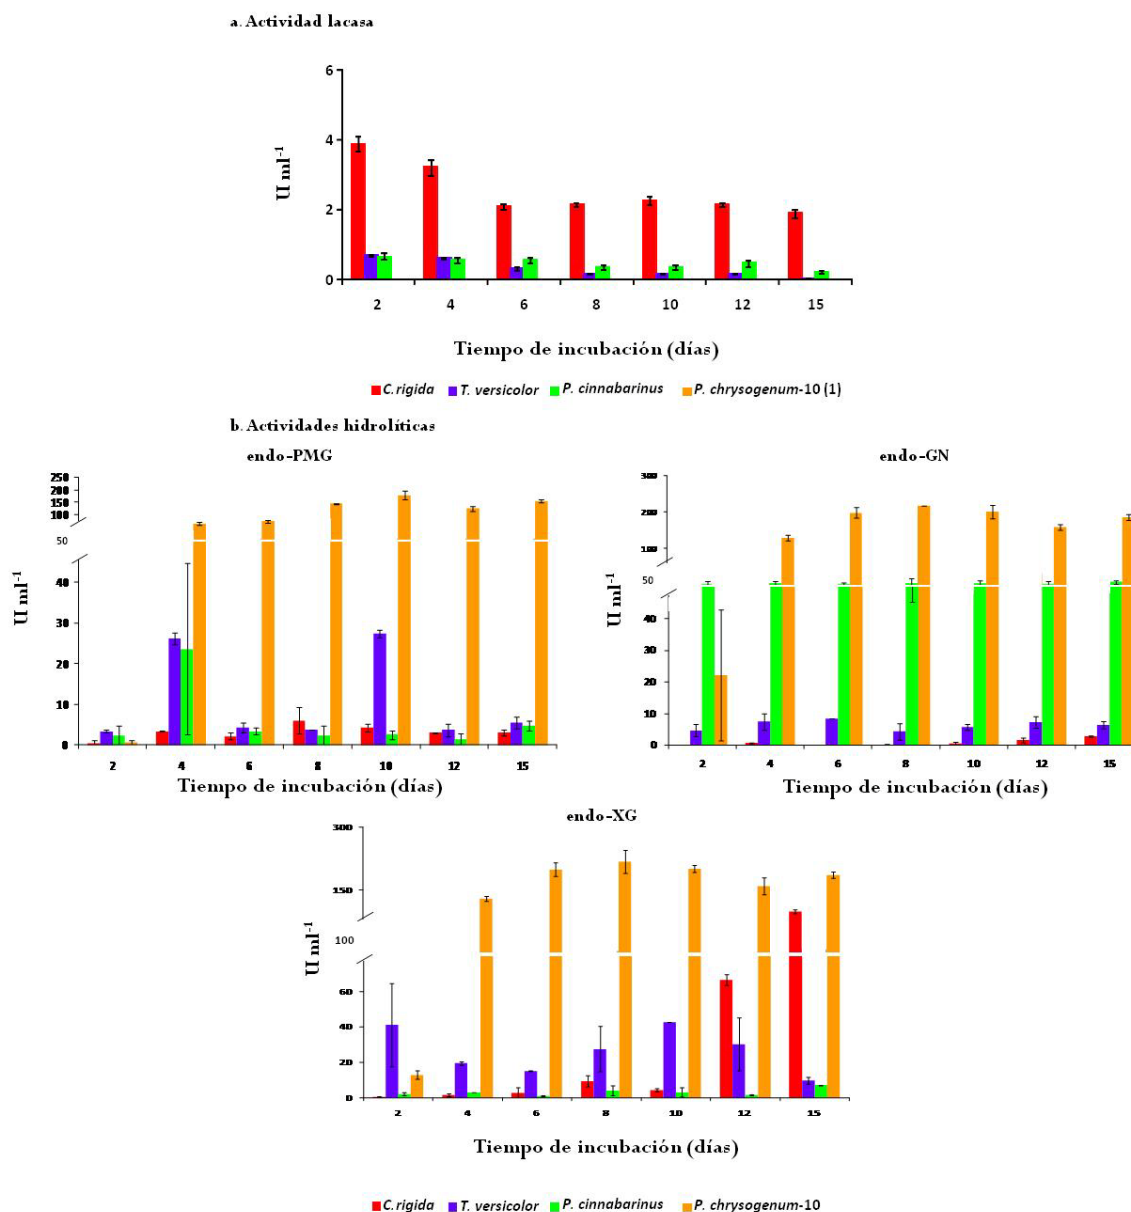 a. Actividad lacasa
6
4
2
0
U ml-1
2 4 6 8 10 12 15
Tiempo de incubación (días)
C.rigida T. versicolor P. cinnabarinus P. chrysogenum-10 (1)
b. Actividades hidrolíticas
endo-PMG
250
200
150
100
50
40
30
20
10
0
U ml-1
2 4 6 8 10 12 15
Tiempo de incubación (días)
endo-GN
300
200
100
50
40
30
20
10
0
U ml-1
2 4 6 8 10 12 15
Tiempo de incubación (días)
endo-XG
300
150
100
60
40
20
0
U ml-1
2 4 6 8 10 12 15
Tiempo de incubación (días)
C.rigida T. versicolor P. cinnabarinus P. chrysogenum-10